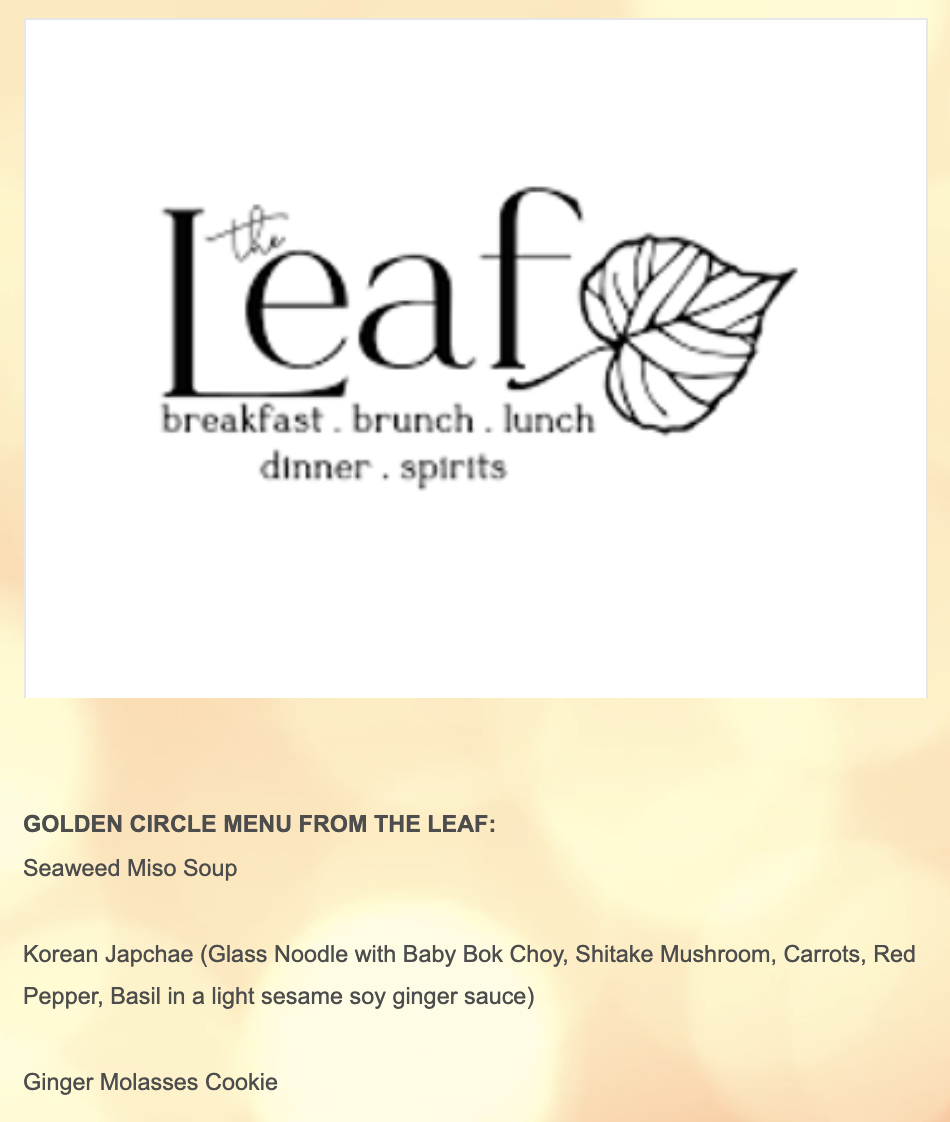 the
Leaf
breakfast . brunch . lunch
dinner . spirits
GOLDEN CIRCLE MENU FROM THE LEAF:
Seaweed Miso Soup
Korean Japchae (Glass Noodle with Baby Bok Choy, Shitake Mushroom, Carrots, Red
Pepper, Basil in a light sesame soy ginger sauce)
Ginger Molasses Cookie